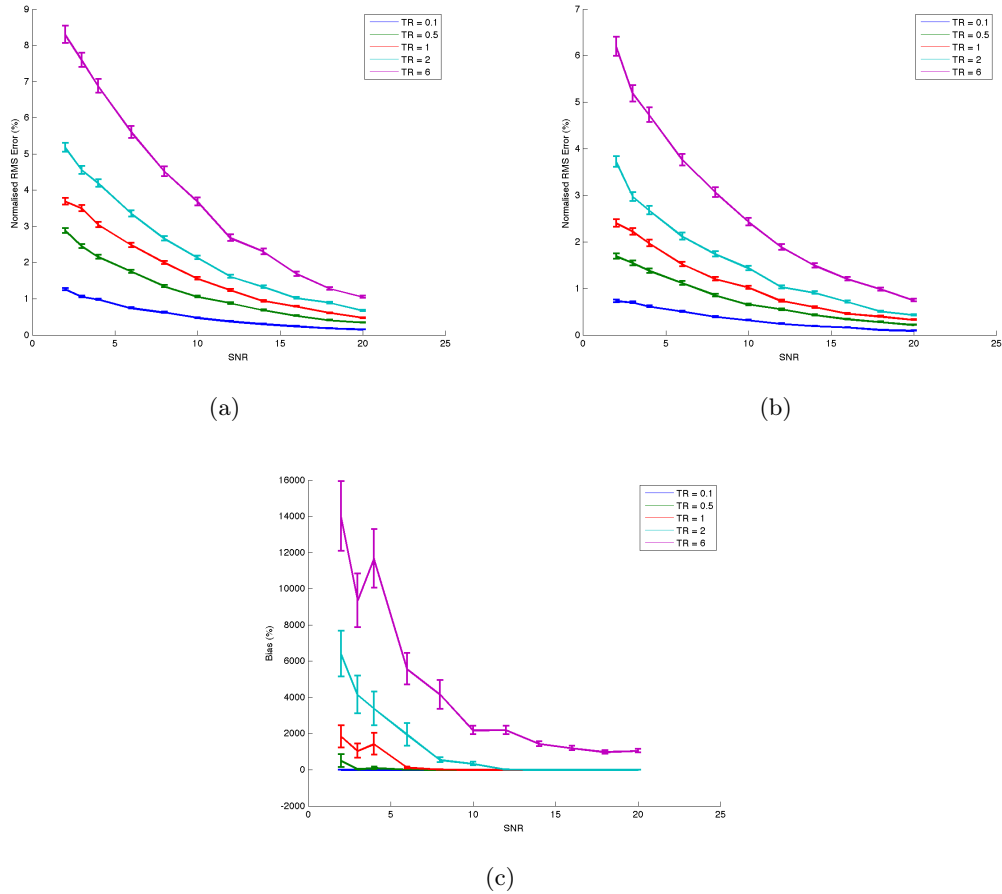 9
8
7
6
5
4
3
2
1
0
Normalised RMS Error (%)
0 5 10 15 20 25
SNR
TR = 0.1
TR = 0.5
TR = 1
TR = 2
TR = 6
(a)
7
6
5
4
3
2
1
0
Normalised RMS Error (%)
0 5 10 15 20 25
SNR
TR = 0.1
TR = 0.5
TR = 1
TR = 2
TR = 6
(b)
16000
14000
12000
10000
8000
6000
4000
2000
0
-2000
Bias (%)
0 5 10 15 20 25
SNR
TR = 0.1
TR = 0.5
TR = 1
TR = 2
TR = 6
(c)